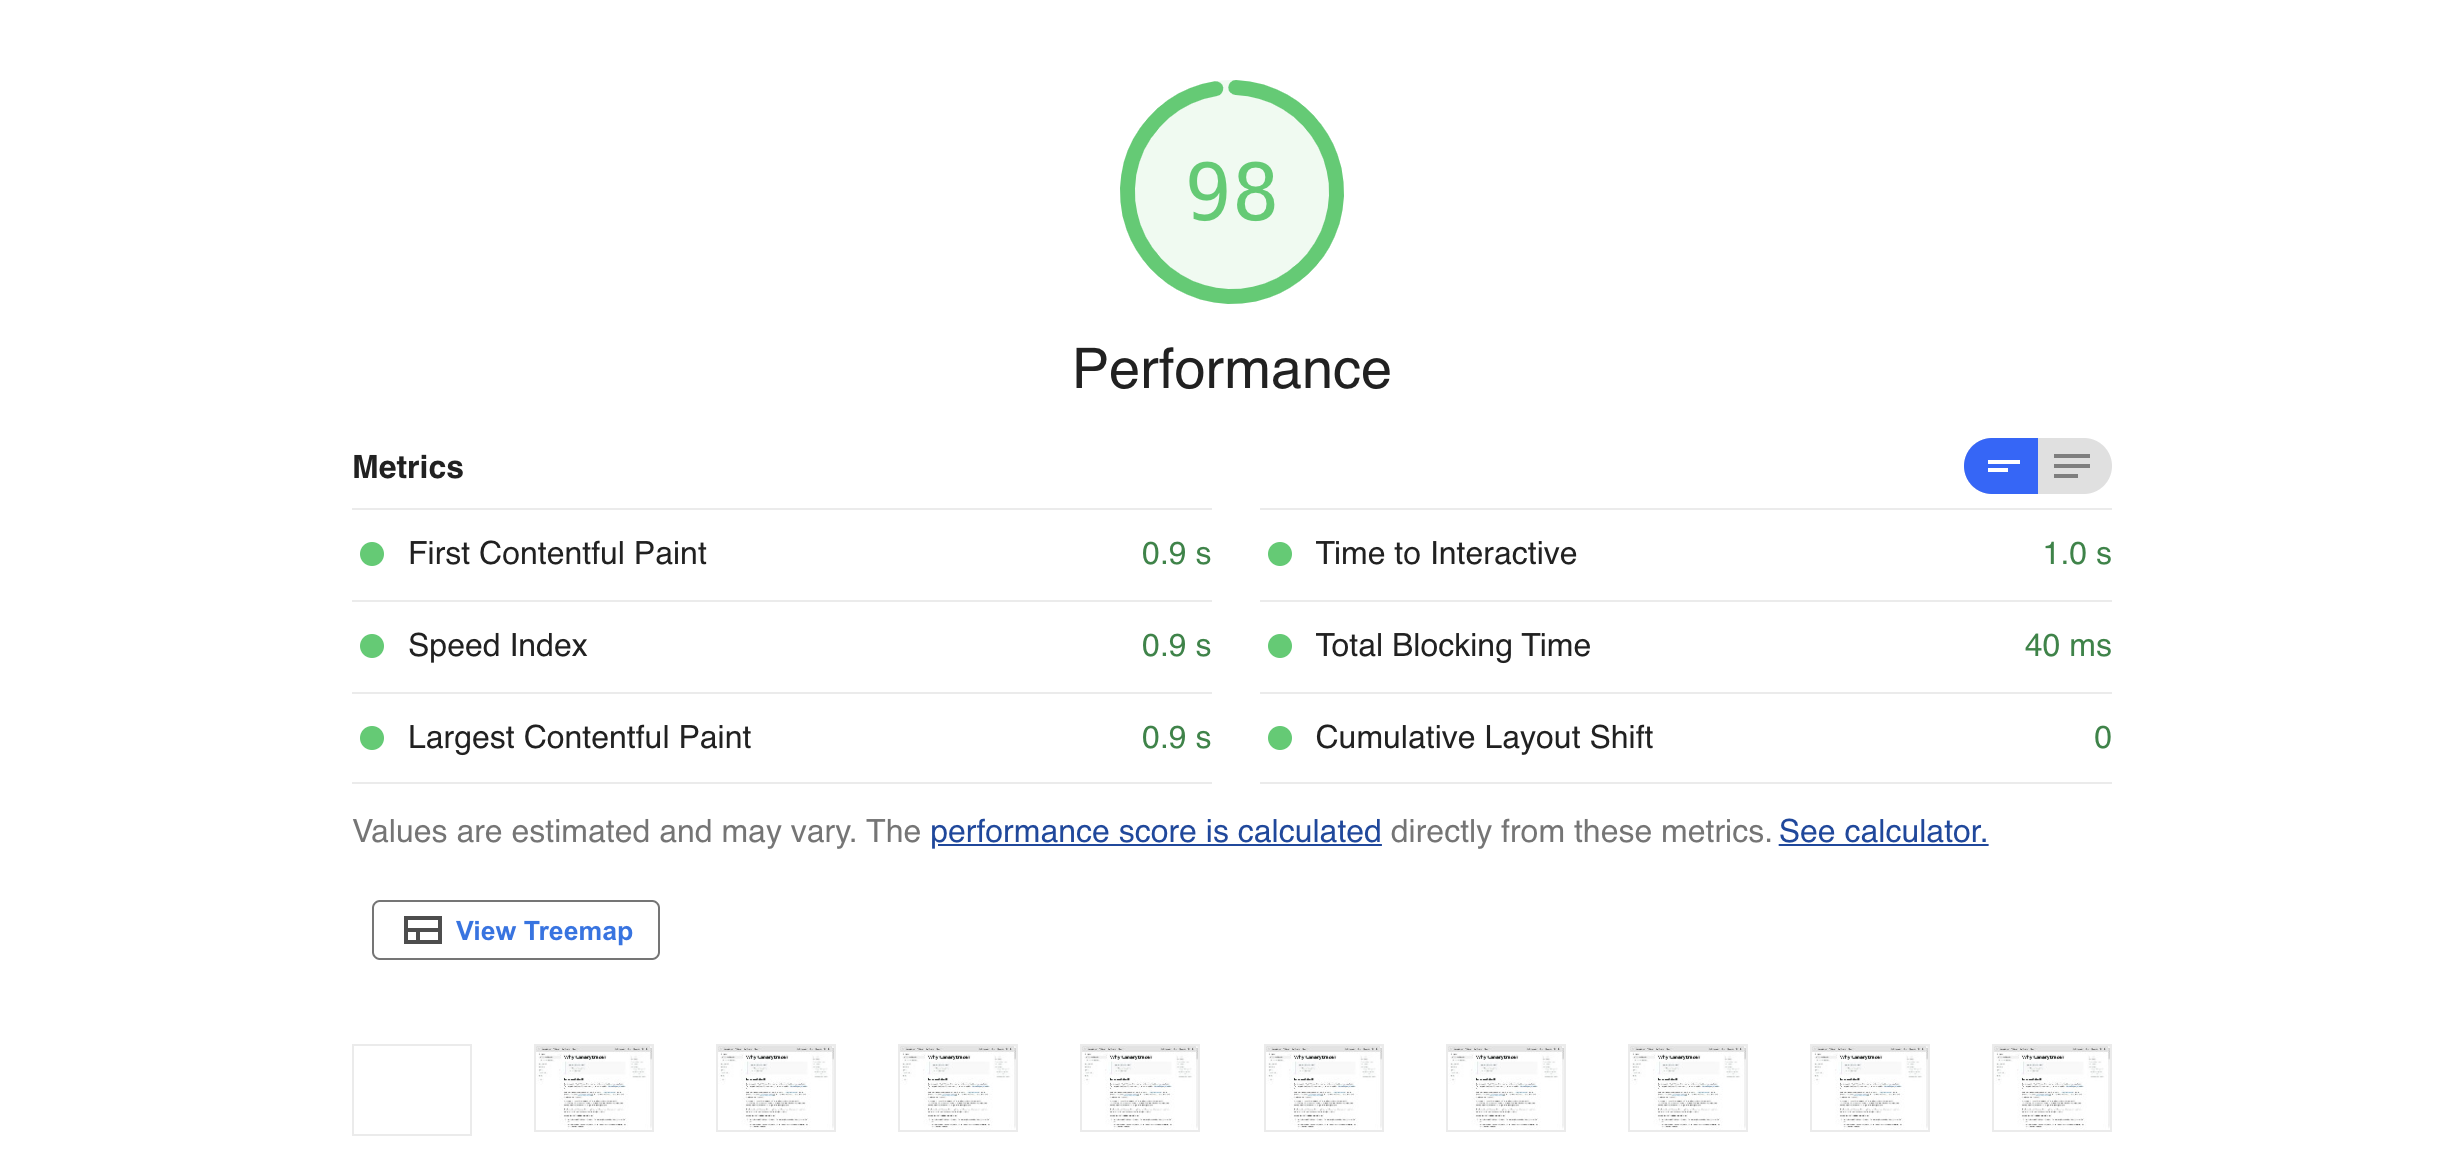 98
Performance
Metrics
First Contentful Paint 0.9 s
Time to Interactive 1.0 s
Speed Index 0.9 s
Total Blocking Time 40 ms
Largest Contentful Paint 0.9 s
Cumulative Layout Shift 0
Values are estimated and may vary. The performance score is calculated directly from these metrics. See calculator.
View Treemap